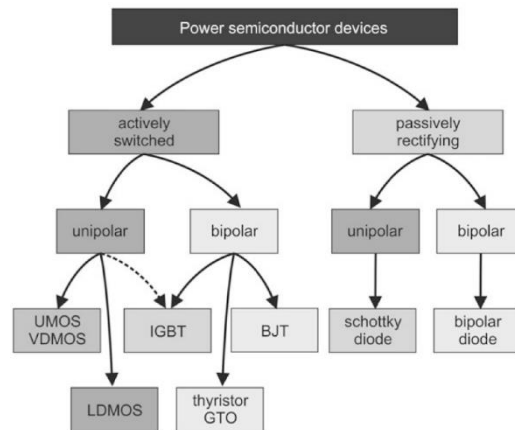 Power semiconductor devices
actively
switched
passively
rectifying
unipolar
bipolar
unipolar
bipolar
UMOS
VDMOS
IGBT
BJT
schottky
diode
bipolar
diode
LDMOS
thyristor
GTO